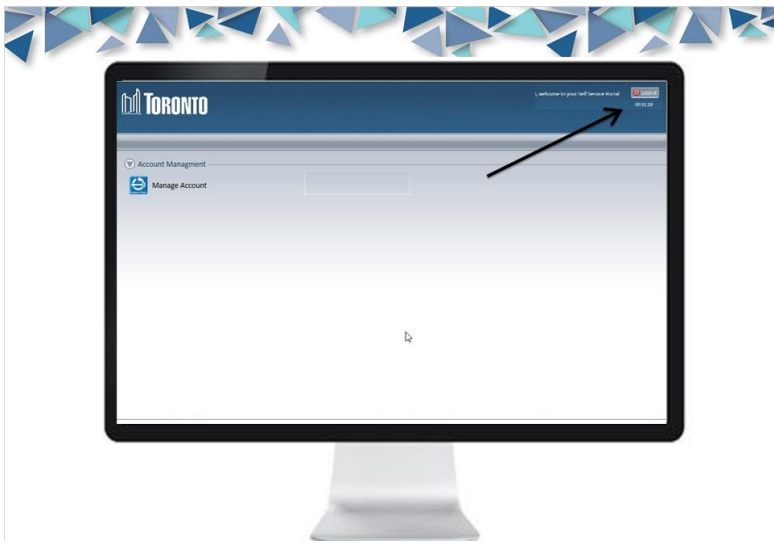 TORONTO
, Welcome to your Self Service Portal
Logout
Account Managment
Manage Account